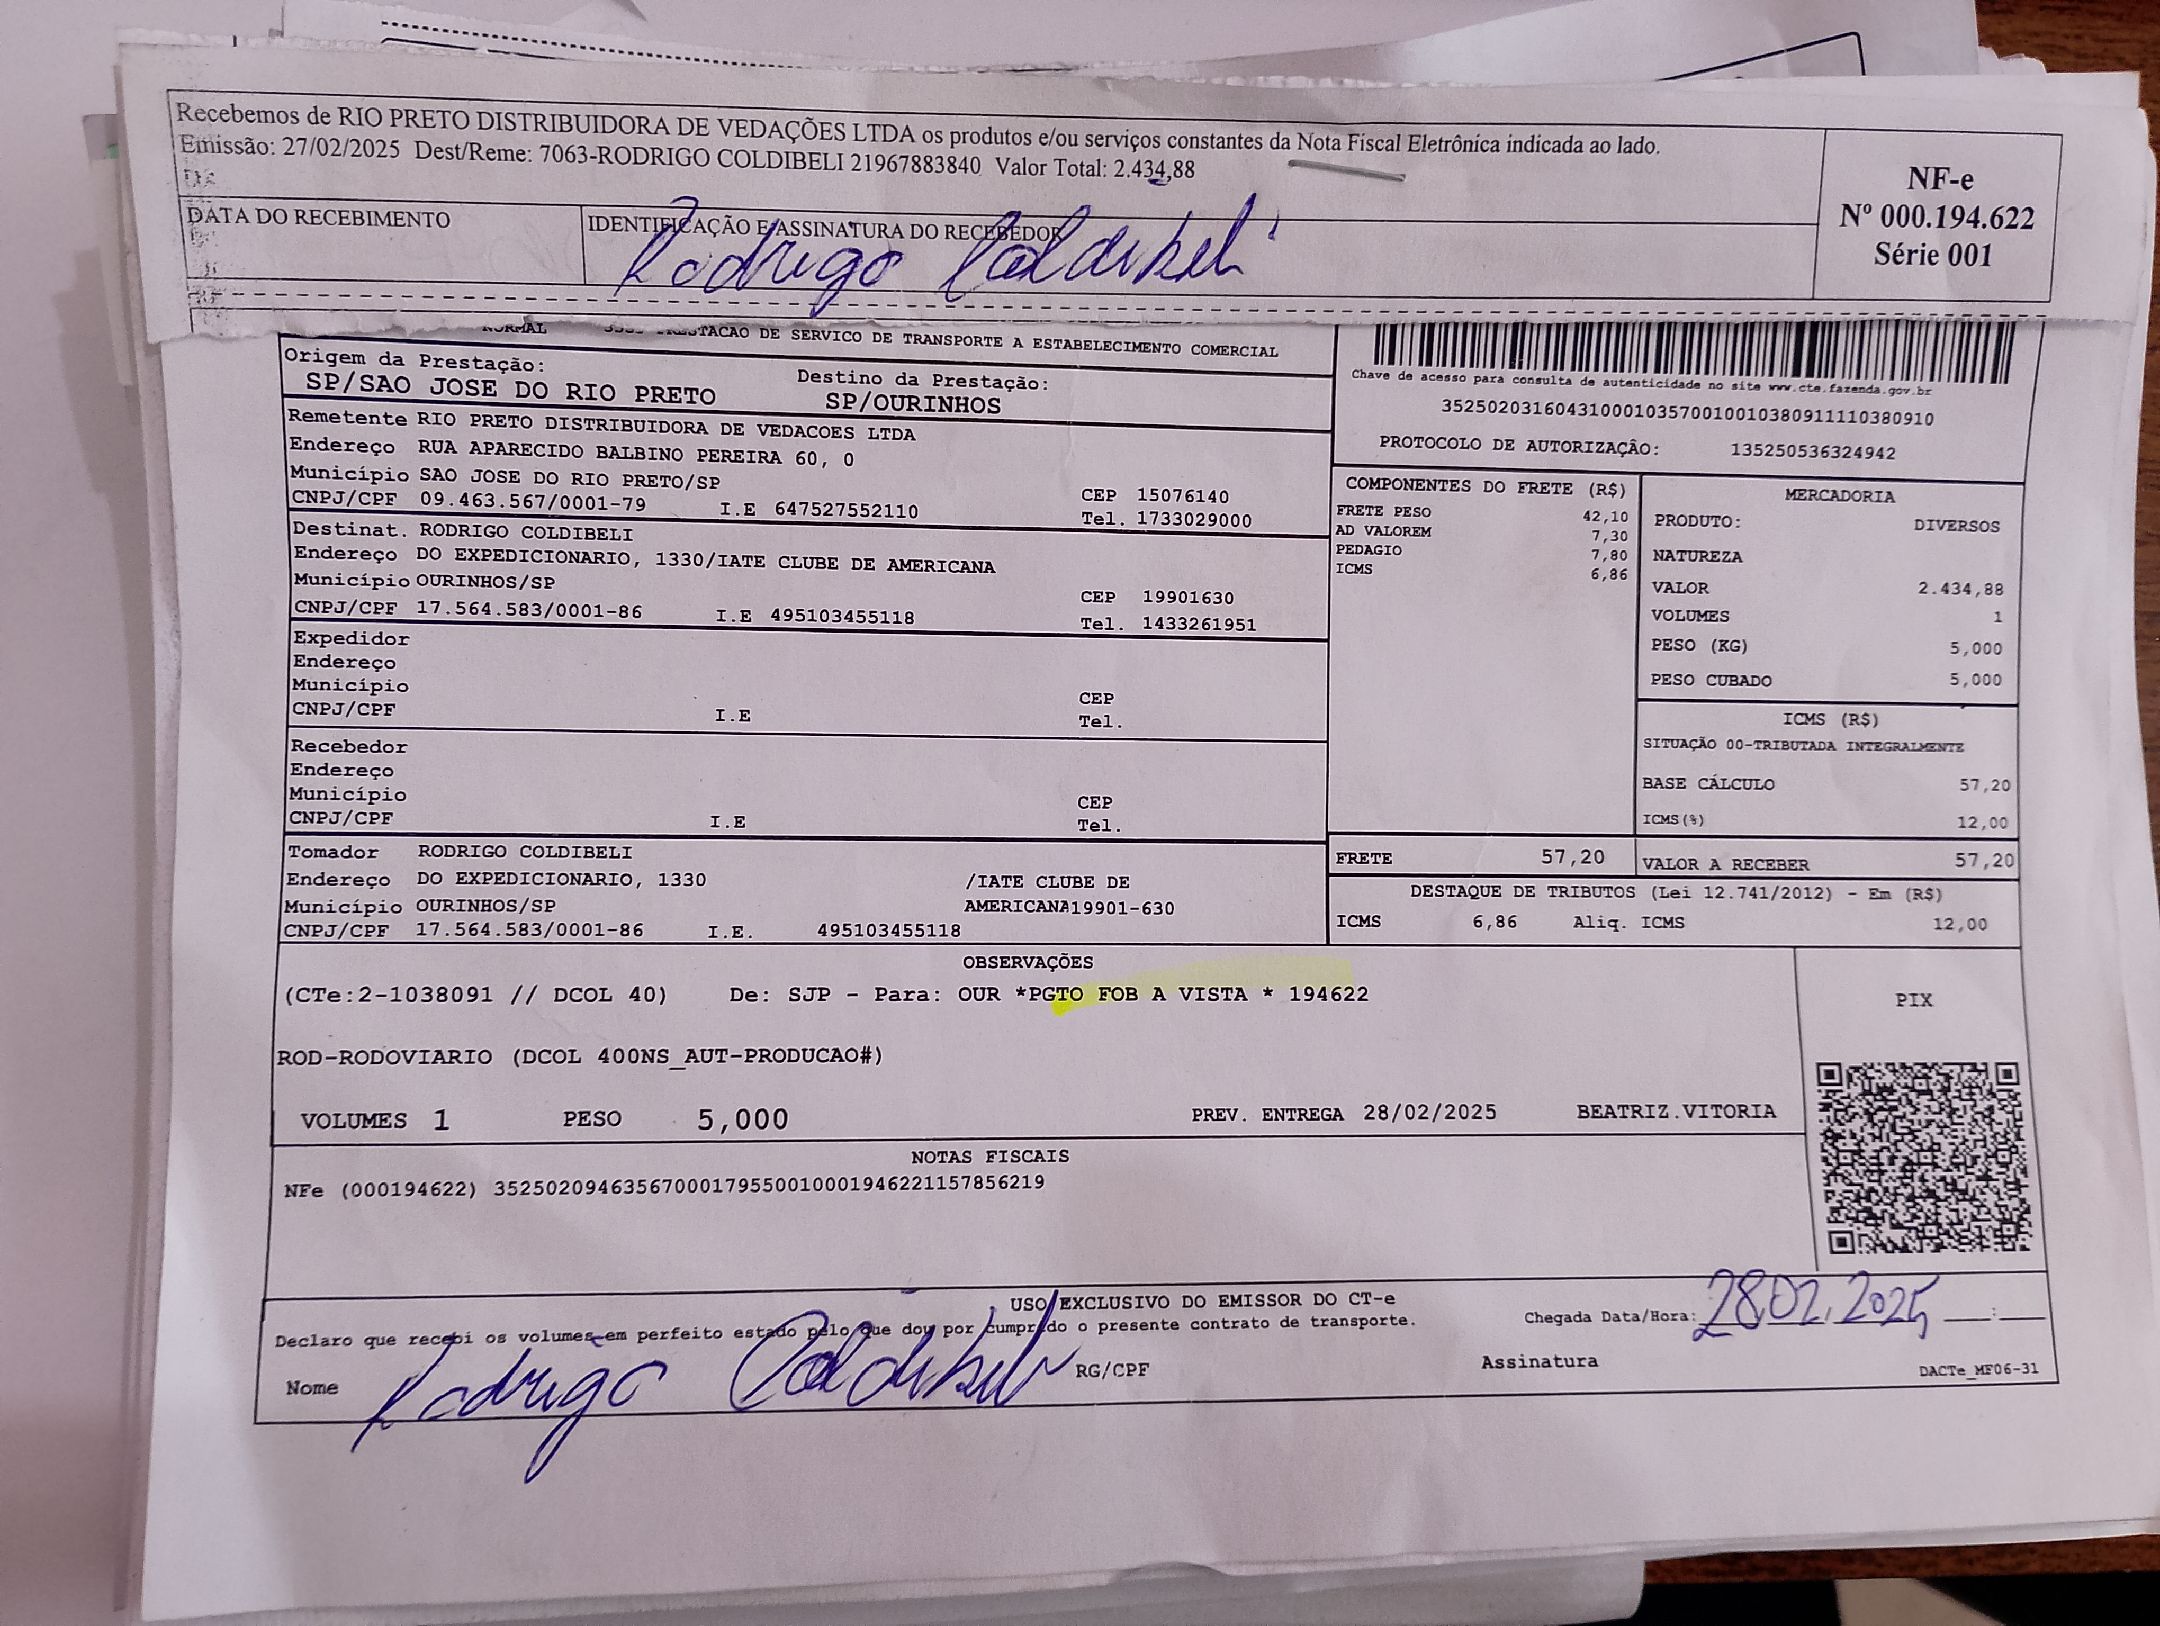 Recebemos de RIO PRETO DISTRIBUIDORA DE VEDAÇÕES LTDA os produtos e/ou serviços constantes da Nota Fiscal Eletrônica indicada ao lado.
Emissão: 27/02/2025 Dest/Reme: 7063-RODRIGO COLDIBELI 21967883840 Valor Total: 2.434,88
NF-e
Nº 000.194.622
Série 001
DATA DO RECEBIMENTO
IDENTIFICAÇÃO E ASSINATURA DO RECEBEDOR
Rodrigo Coldibeli
NORMAL PRESTACAO DE SERVICO DE TRANSPORTE A ESTABELECIMENTO COMERCIAL
Origem da Prestação: Destino da Prestação:
SP/SAO JOSE DO RIO PRETO SP/OURINHOS
Remetente RIO PRETO DISTRIBUIDORA DE VEDACOES LTDA
Endereço RUA APARECIDO BALBINO PEREIRA 60, 0
Município SAO JOSE DO RIO PRETO/SP CEP 15076140
CNPJ/CPF 09.463.567/0001-79 I.E 647527552110 Tel. 1733029000
Destinat. RODRIGO COLDIBELI
Endereço DO EXPEDICIONARIO, 1330/IATE CLUBE DE AMERICANA
Município OURINHOS/SP CEP 19901630
CNPJ/CPF 17.564.583/0001-86 I.E 495103455118 Tel. 1433261951
Expedidor
Endereço
Município CEP
CNPJ/CPF I.E Tel.
Recebedor
Endereço
Município CEP
CNPJ/CPF I.E Tel.
Tomador RODRIGO COLDIBELI
Endereço DO EXPEDICIONARIO, 1330 /IATE CLUBE DE
Município OURINHOS/SP AMERICANA19901-630
CNPJ/CPF 17.564.583/0001-86 I.E. 495103455118
Chave de acesso para consulta de autenticidade no site www.cte.fazenda.gov.br
35250203160431000103570010010380911110380910
PROTOCOLO DE AUTORIZAÇÃO: 135250536324942
COMPONENTES DO FRETE (R$)
FRETE PESO 42,10
AD VALOREM 7,30
PEDAGIO 7,80
ICMS 6,86
MERCADORIA
PRODUTO: DIVERSOS
NATUREZA
VALOR 2.434,88
VOLUMES 1
PESO (KG) 5,000
PESO CUBADO 5,000
ICMS (R$)
SITUAÇÃO 00-TRIBUTADA INTEGRALMENTE
BASE CÁLCULO 57,20
ICMS(%) 12,00
FRETE 57,20 VALOR A RECEBER 57,20
DESTAQUE DE TRIBUTOS (Lei 12.741/2012) - Em (R$)
ICMS 6,86 Aliq. ICMS 12,00
OBSERVAÇÕES
(CTe:2-1038091 // DCOL 40) De: SJP - Para: OUR *PGTO FOB A VISTA * 194622
ROD-RODOVIARIO (DCOL 400NS_AUT-PRODUCAO#)
VOLUMES 1 PESO 5,000 PREV. ENTREGA 28/02/2025 BEATRIZ.VITORIA
PIX
NOTAS FISCAIS
NFe (000194622) 35250209463567000179550010001946221157856219
USO EXCLUSIVO DO EMISSOR DO CT-e
Declaro que recebi os volumes em perfeito estado pelo que dou por cumprido o presente contrato de transporte.
Chegada Data/Hora: 28.02.2025 ___:___
Nome Rodrigo Coldibeli RG/CPF Assinatura
DACTe_MF06-31